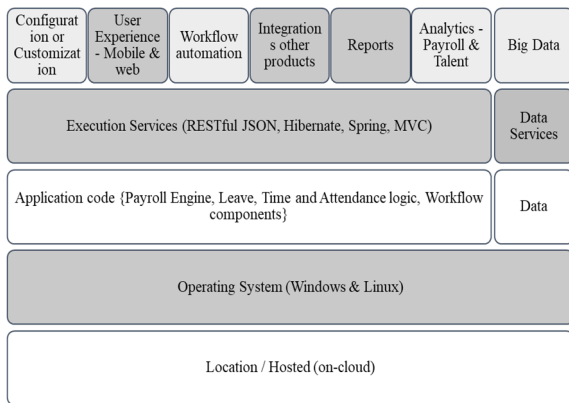 Configurat
ion or
Customizat
ion
User
Experience
- Mobile &
web
Workflow
automation
Integration
s other
products
Reports
Analytics -
Payroll &
Talent
Big Data
Execution Services (RESTful JSON, Hibernate, Spring, MVC)
Data
Services
Application code {Payroll Engine, Leave, Time and Attendance logic, Workflow
components}
Data
Operating System (Windows & Linux)
Location / Hosted (on-cloud)